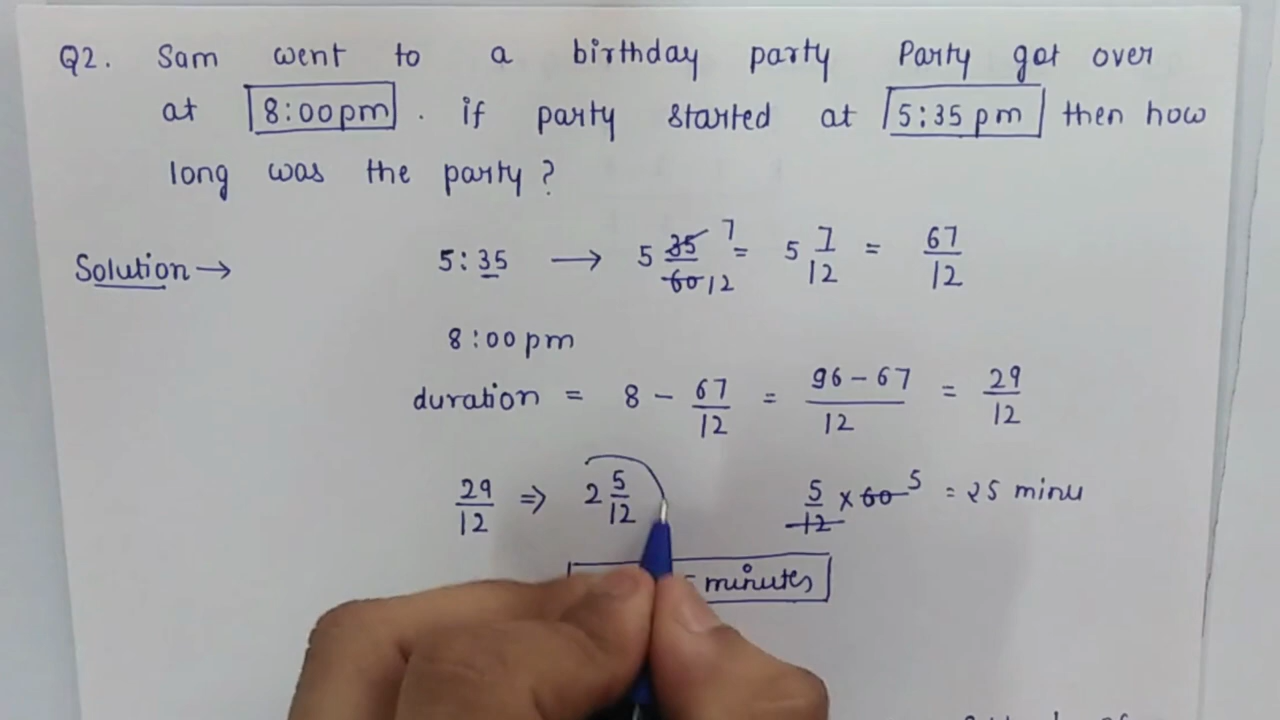 Q2. Sam went to a birthday party Party got over
at 8:00pm . if party started at 5:35 pm then how
long was the party ?
Solution → 5:35 → 5 35/60 7 12 = 5 7/12 = 67/12
8:00pm
duration = 8 - 67/12 = 96-67/12 = 29/12
29/12 ⇒ 2 5/12 5/12 × 60 5 = 25 minu
minutes